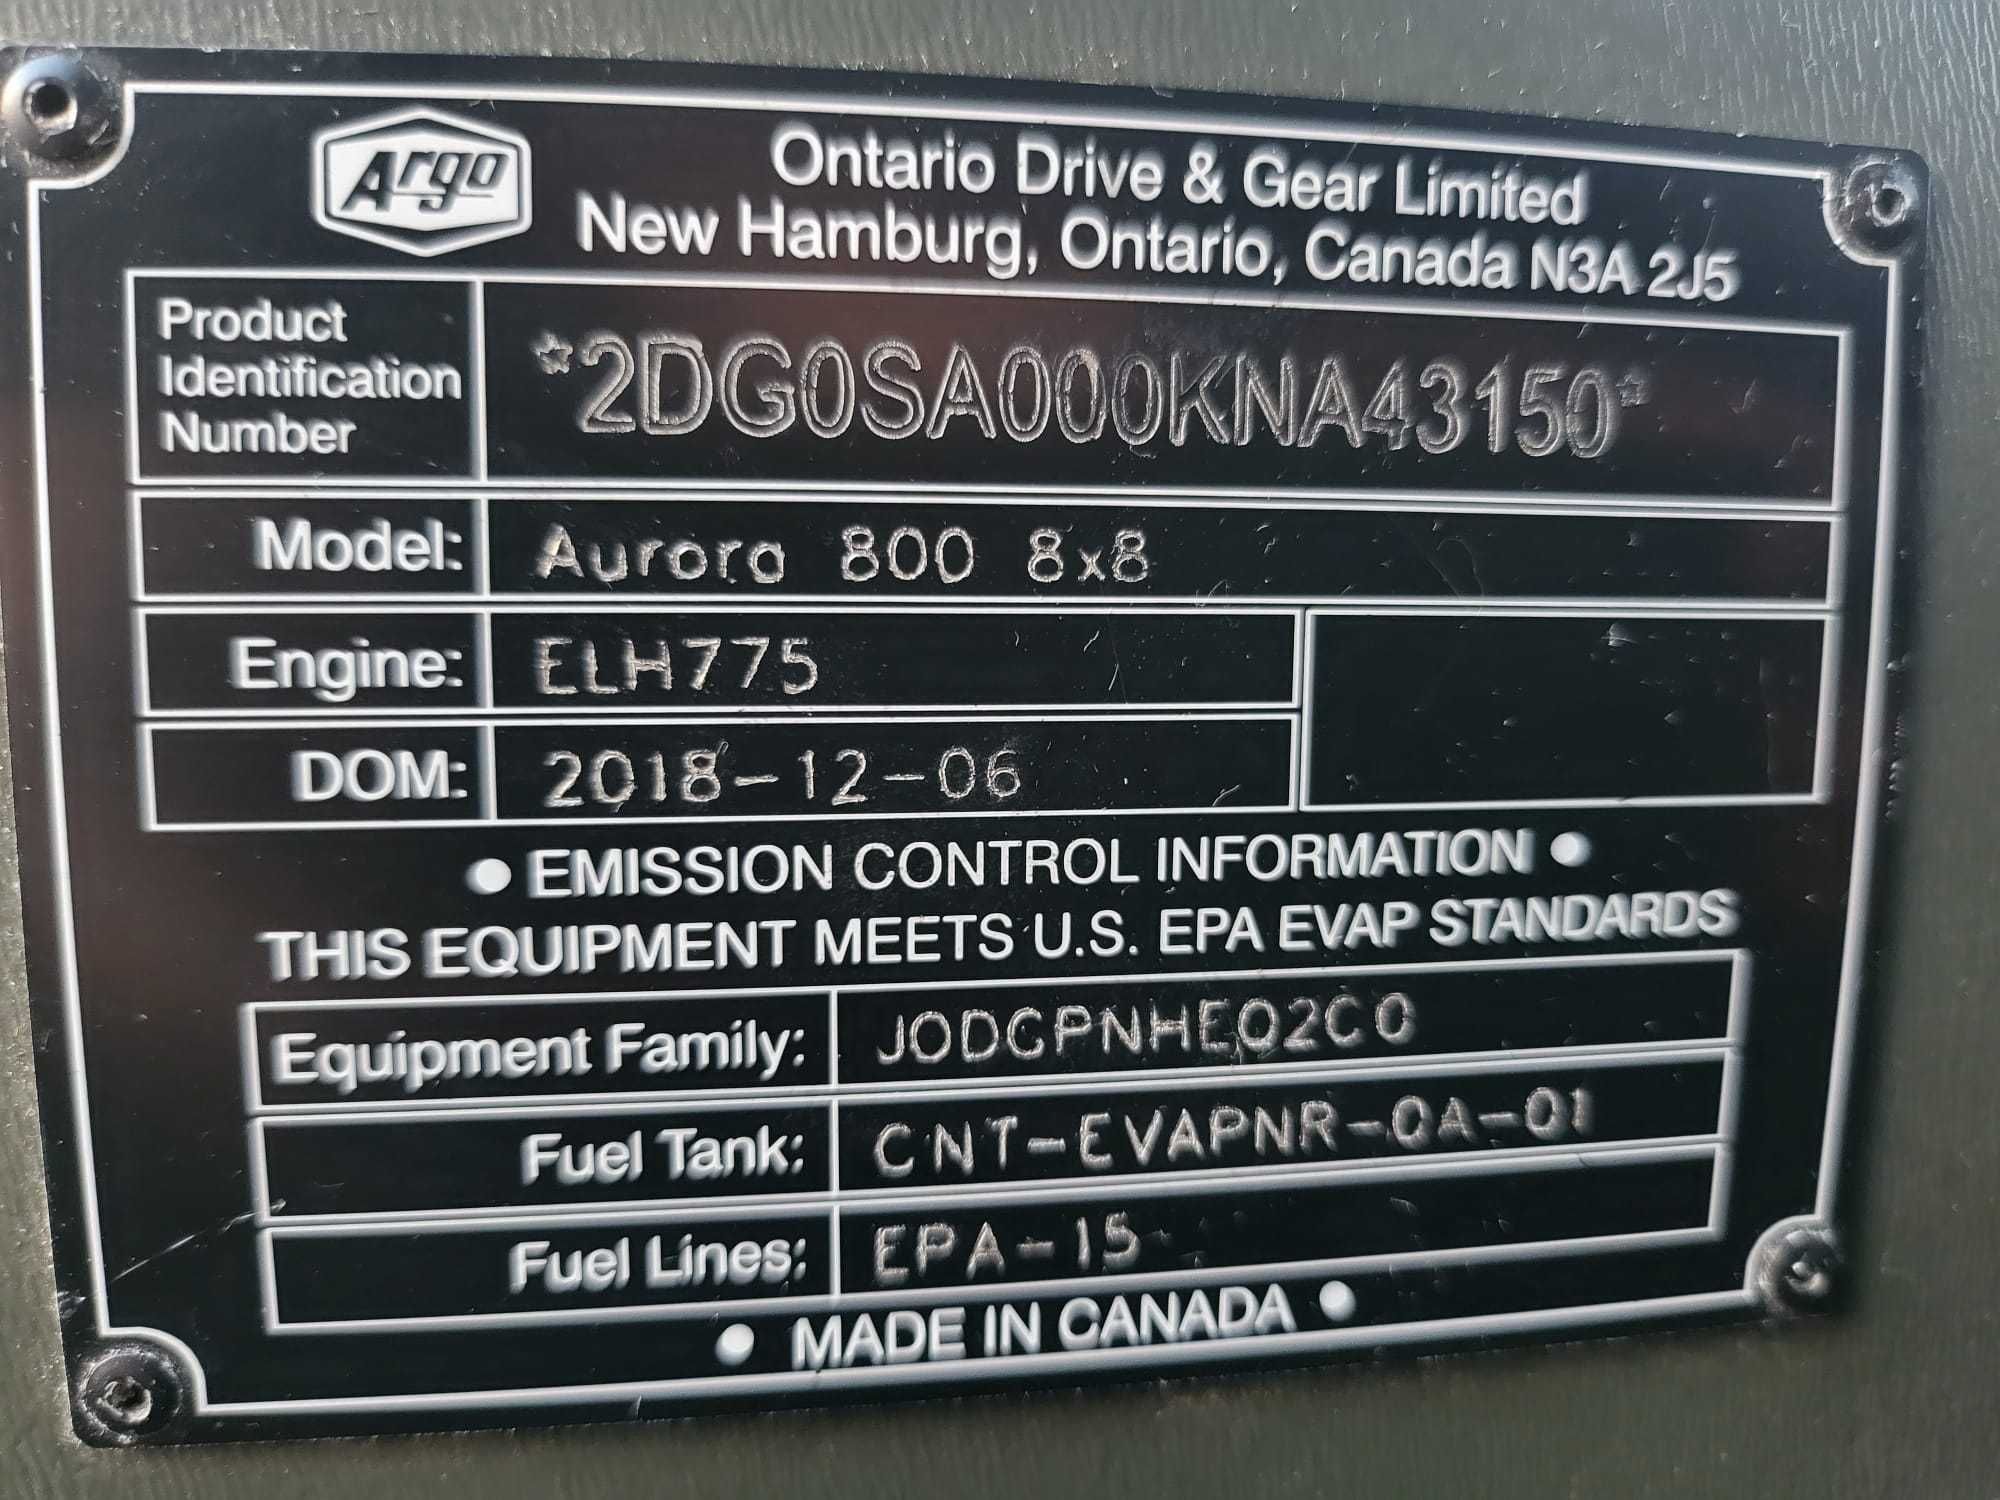 Argo
Ontario Drive & Gear Limited
New Hamburg, Ontario, Canada N3A 2J5
Product
Identification
Number
*2DG0SA000KNA43150*
Model: Aurora 800 8x8
Engine: ELH775
DOM: 2018-12-06
• EMISSION CONTROL INFORMATION •
THIS EQUIPMENT MEETS U.S. EPA EVAP STANDARDS
Equipment Family: JODGPNHEO2C0
Fuel Tank: CNT-EVAPNR-0A-01
Fuel Lines: EPA-15
• MADE IN CANADA •